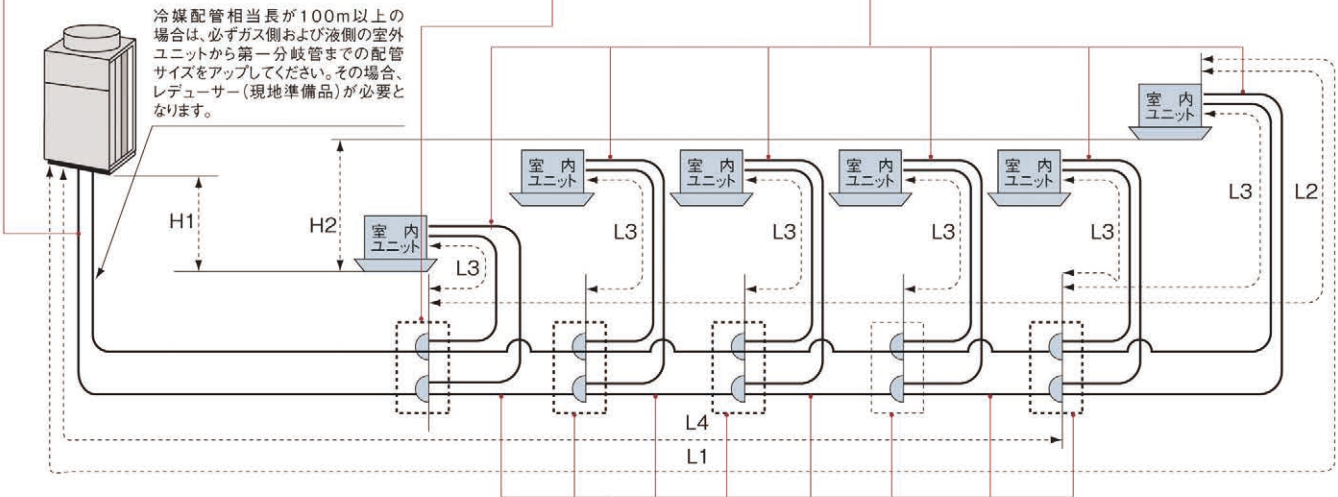 冷媒配管相当長が100m以上の
場合は、必ずガス側および液側の室外
ユニットから第一分岐管までの配管
サイズをアップしてください。その場合、
レデューサー（現地準備品）が必要と
なります。
室 内
ユニット
室 内
ユニット
室 内
ユニット
室 内
ユニット
室 内
ユニット
室 内
ユニット
H1
H2
L3
L3
L3
L3
L3
L3
L2
L4
L1